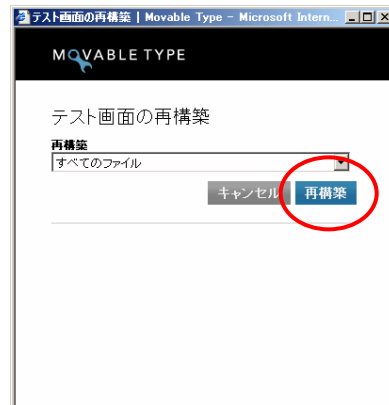 テスト画面の再構築 | Movable Type - Microsoft Intern...
MOVABLE TYPE
テスト画面の再構築
再構築
すべてのファイル
キャンセル 再構築